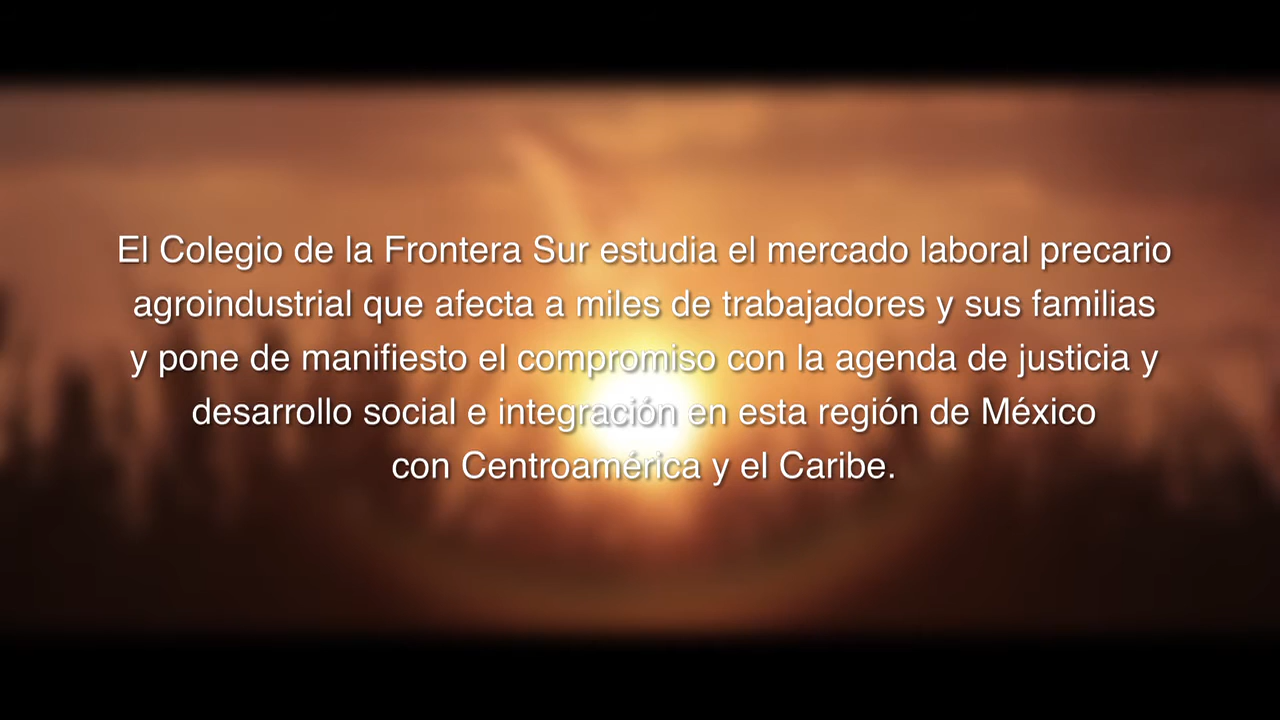 El Colegio de la Frontera Sur estudia el mercado laboral precario
agroindustrial que afecta a miles de trabajadores y sus familias
y pone de manifiesto el compromiso con la agenda de justicia y
desarrollo social e integración en esta región de México
con Centroamérica y el Caribe.